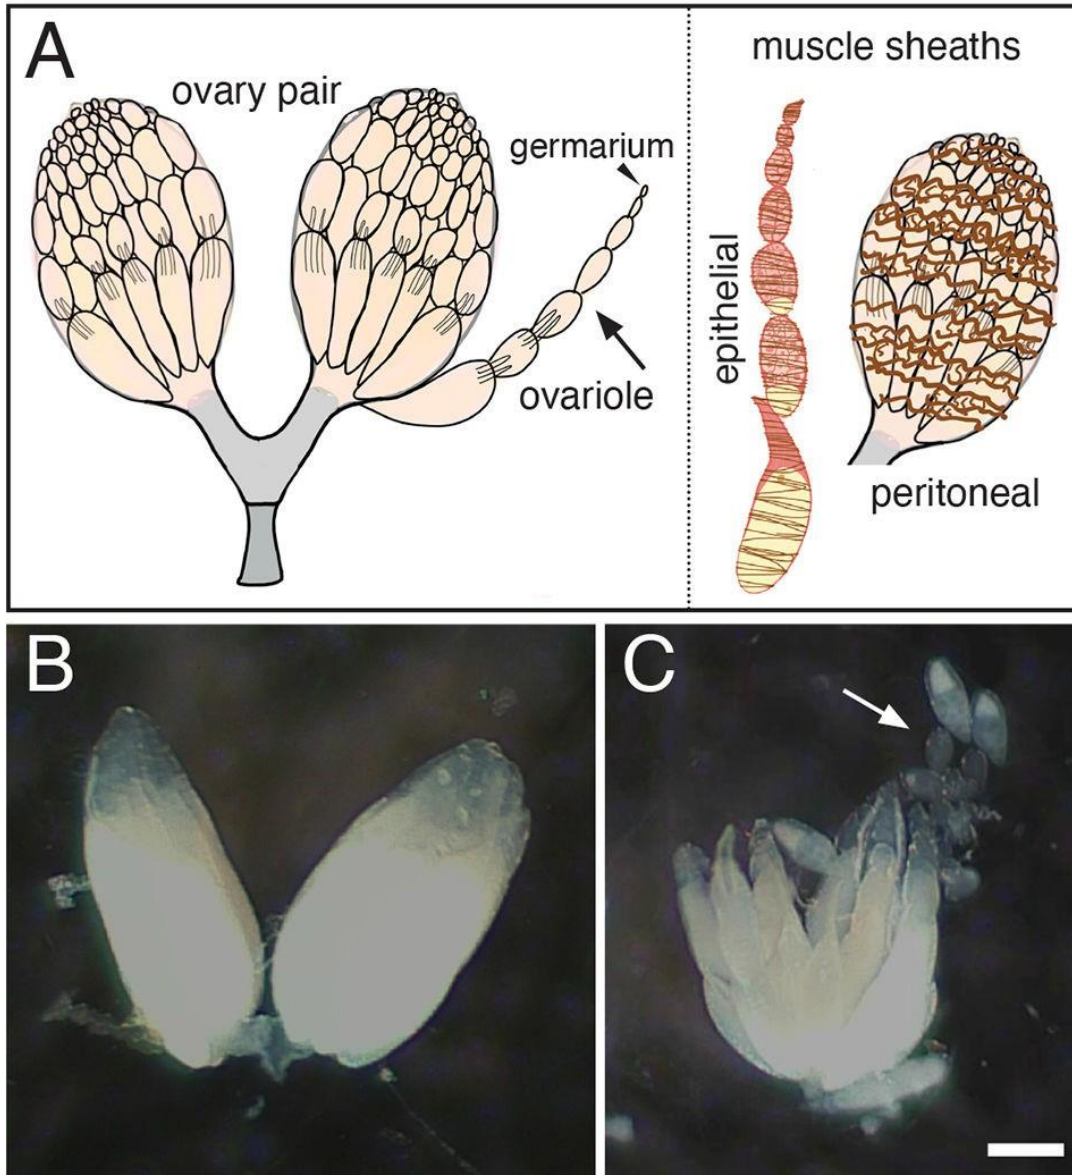 A
ovary pair
germarium
ovariole
muscle sheaths
epithelial
peritoneal
B
C